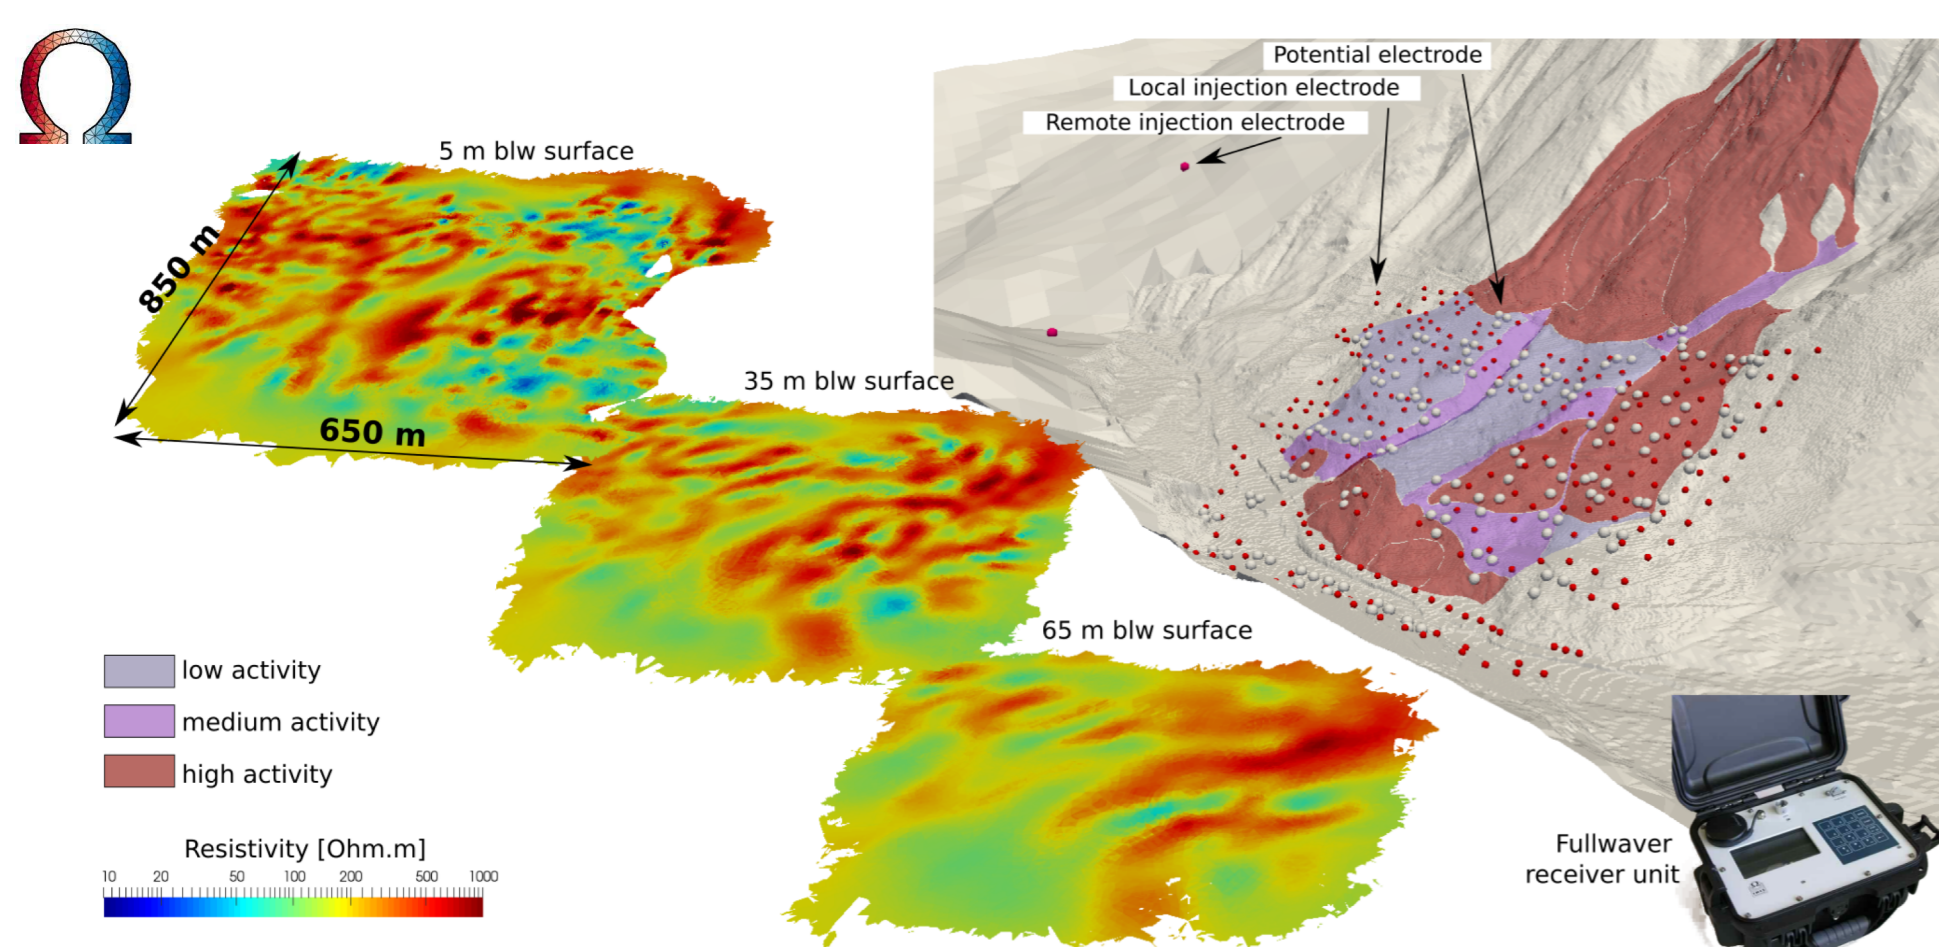 Potential electrode
Local injection electrode
Remote injection electrode
5 m blw surface
850 m
650 m
35 m blw surface
65 m blw surface
low activity
medium activity
high activity
Resistivity [Ohm.m]
10 20 50 100 200 500 1000
Fullwaver
receiver unit